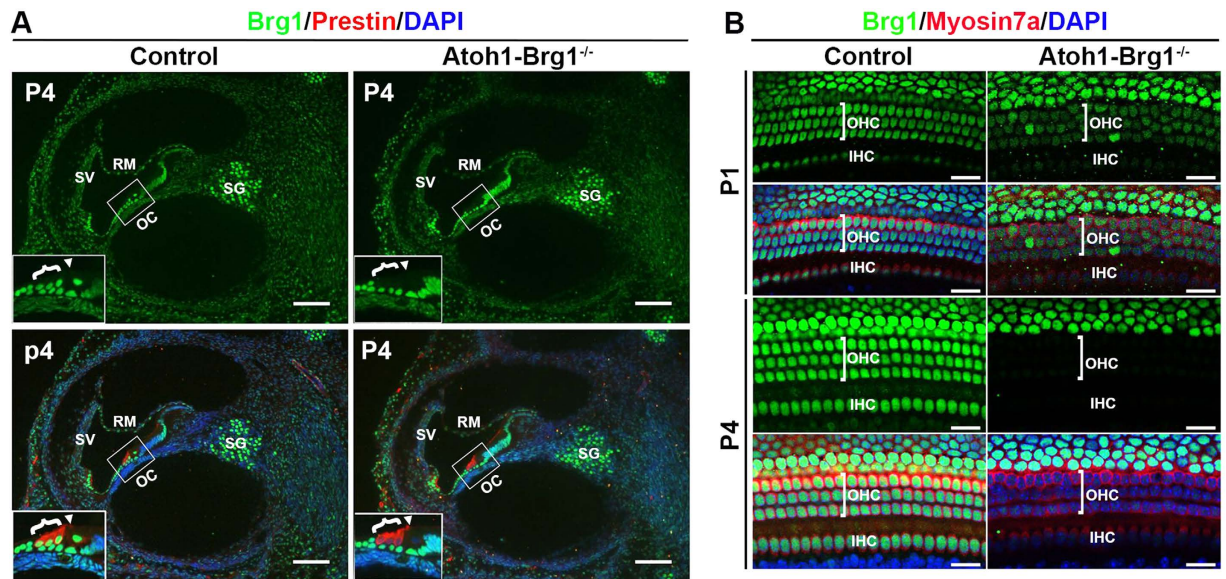 A
Brg1/Prestin/DAPI
Control
Atoh1-Brg1-/-
P4
SV
RM
OC
SG
P4
SV
RM
OC
SG
p4
SV
RM
OC
SG
P4
SV
RM
OC
SG
B
Brg1/Myosin7a/DAPI
Control
Atoh1-Brg1-/-
P1
OHC
IHC
OHC
IHC
OHC
IHC
OHC
IHC
P4
OHC
IHC
OHC
IHC
OHC
IHC
OHC
IHC